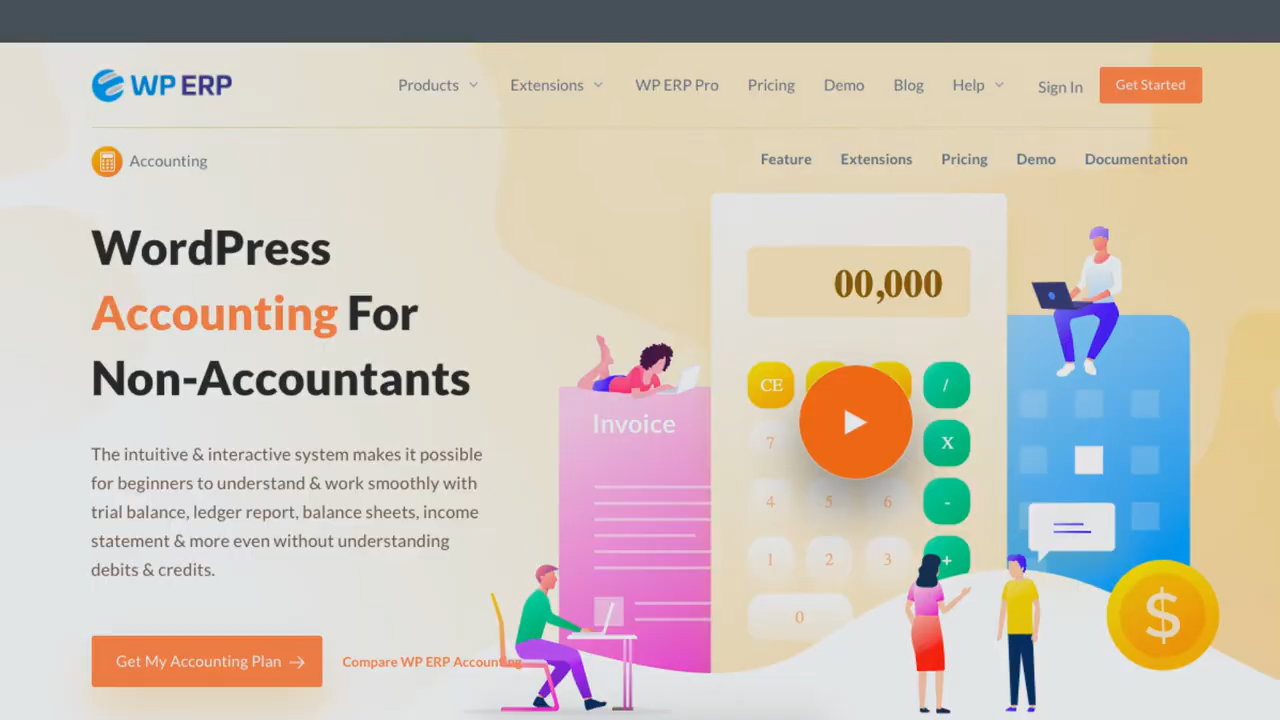 WP ERP
Products
Extensions
WP ERP Pro
Pricing
Demo
Blog
Help
Sign In
Get Started
Accounting
Feature
Extensions
Pricing
Demo
Documentation
WordPress
Accounting For
Non-Accountants
The intuitive & interactive system makes it possible
for beginners to understand & work smoothly with
trial balance, ledger report, balance sheets, income
statement & more even without understanding
debits & credits.
Get My Accounting Plan
Compare WP ERP Accounting
Invoice
00,000
CE
/
7
X
4
5
6
-
1
2
3
+
0
$